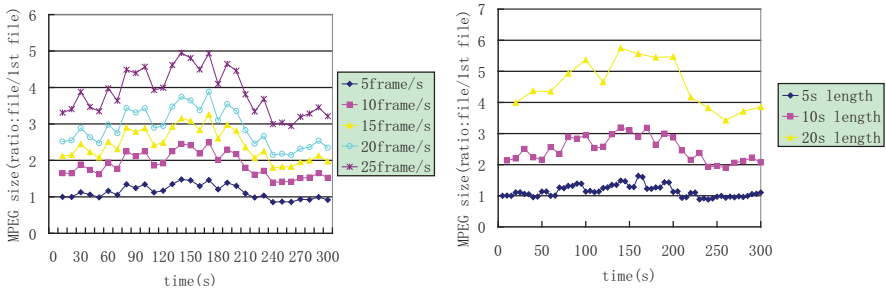 MPEG size(ratio:file/1st file)
6
5
4
3
2
1
0
0 30 60 90 120 150 180 210 240 270 300
time(s)
5frame/s
10frame/s
15frame/s
20frame/s
25frame/s
MPEG size(ratio:file/1st file)
7
6
5
4
3
2
1
0
0 50 100 150 200 250 300
time(s)
5s length
10s length
20s length